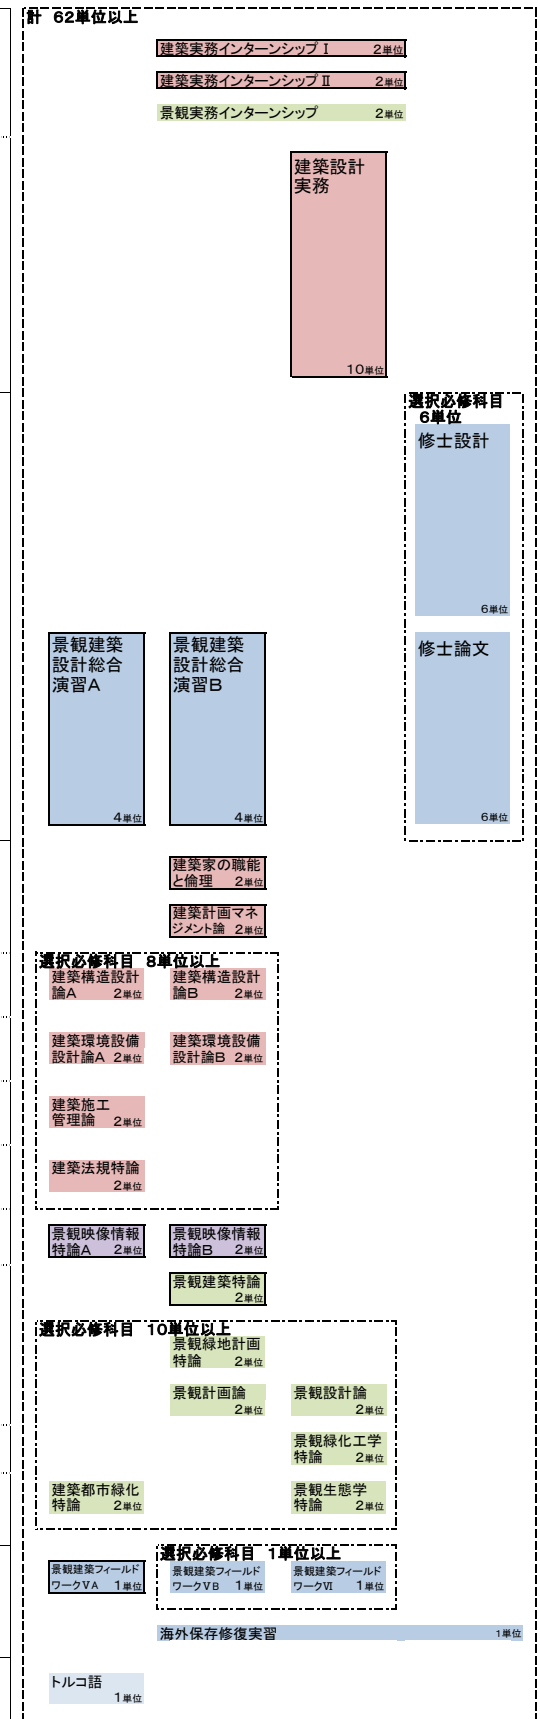 計 62単位以上
建築実務インターンシップⅠ 2単位
建築実務インターンシップⅡ 2単位
景観実務インターンシップ 2単位
建築設計
実務
10単位
選択必修科目
6単位
修士設計
6単位
修士論文
6単位
景観建築
設計総合
演習A
4単位
景観建築
設計総合
演習B
4単位
建築家の職能
と倫理 2単位
建築計画マネ
ジメント論 2単位
選択必修科目 8単位以上
建築構造設計
論A 2単位
建築構造設計
論B 2単位
建築環境設備
設計論A 2単位
建築環境設備
設計論B 2単位
建築施工
管理論 2単位
建築法規特論
2単位
景観映像情報
特論A 2単位
景観映像情報
特論B 2単位
景観建築特論
2単位
選択必修科目 10単位以上
景観緑地計画
特論 2単位
景観計画論
2単位
景観設計論
2単位
景観緑化工学
特論 2単位
建築都市緑化
特論 2単位
景観生態学
特論 2単位
選択必修科目 1単位以上
景観建築フィールド
ワークⅤA 1単位
景観建築フィールド
ワークⅤB 1単位
景観建築フィールド
ワークⅥ 1単位
海外保存修復実習 1単位
トルコ語
1単位